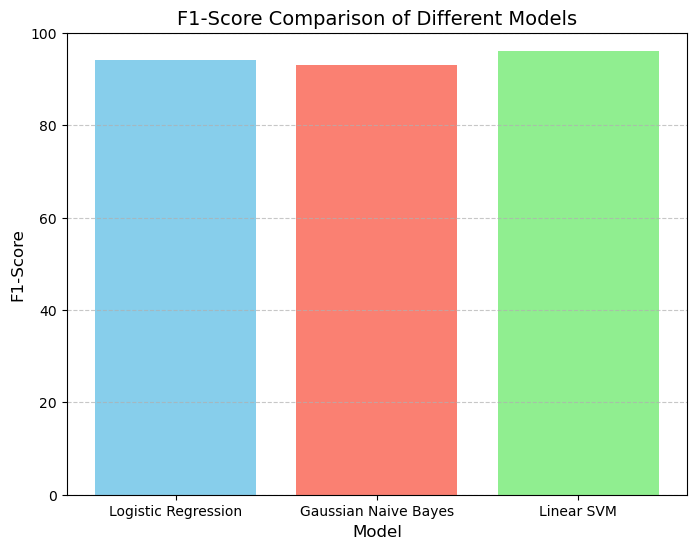 F1-Score Comparison of Different Models
100
80
60
40
20
0
F1-Score
Logistic Regression
Gaussian Naive Bayes
Linear SVM
Model